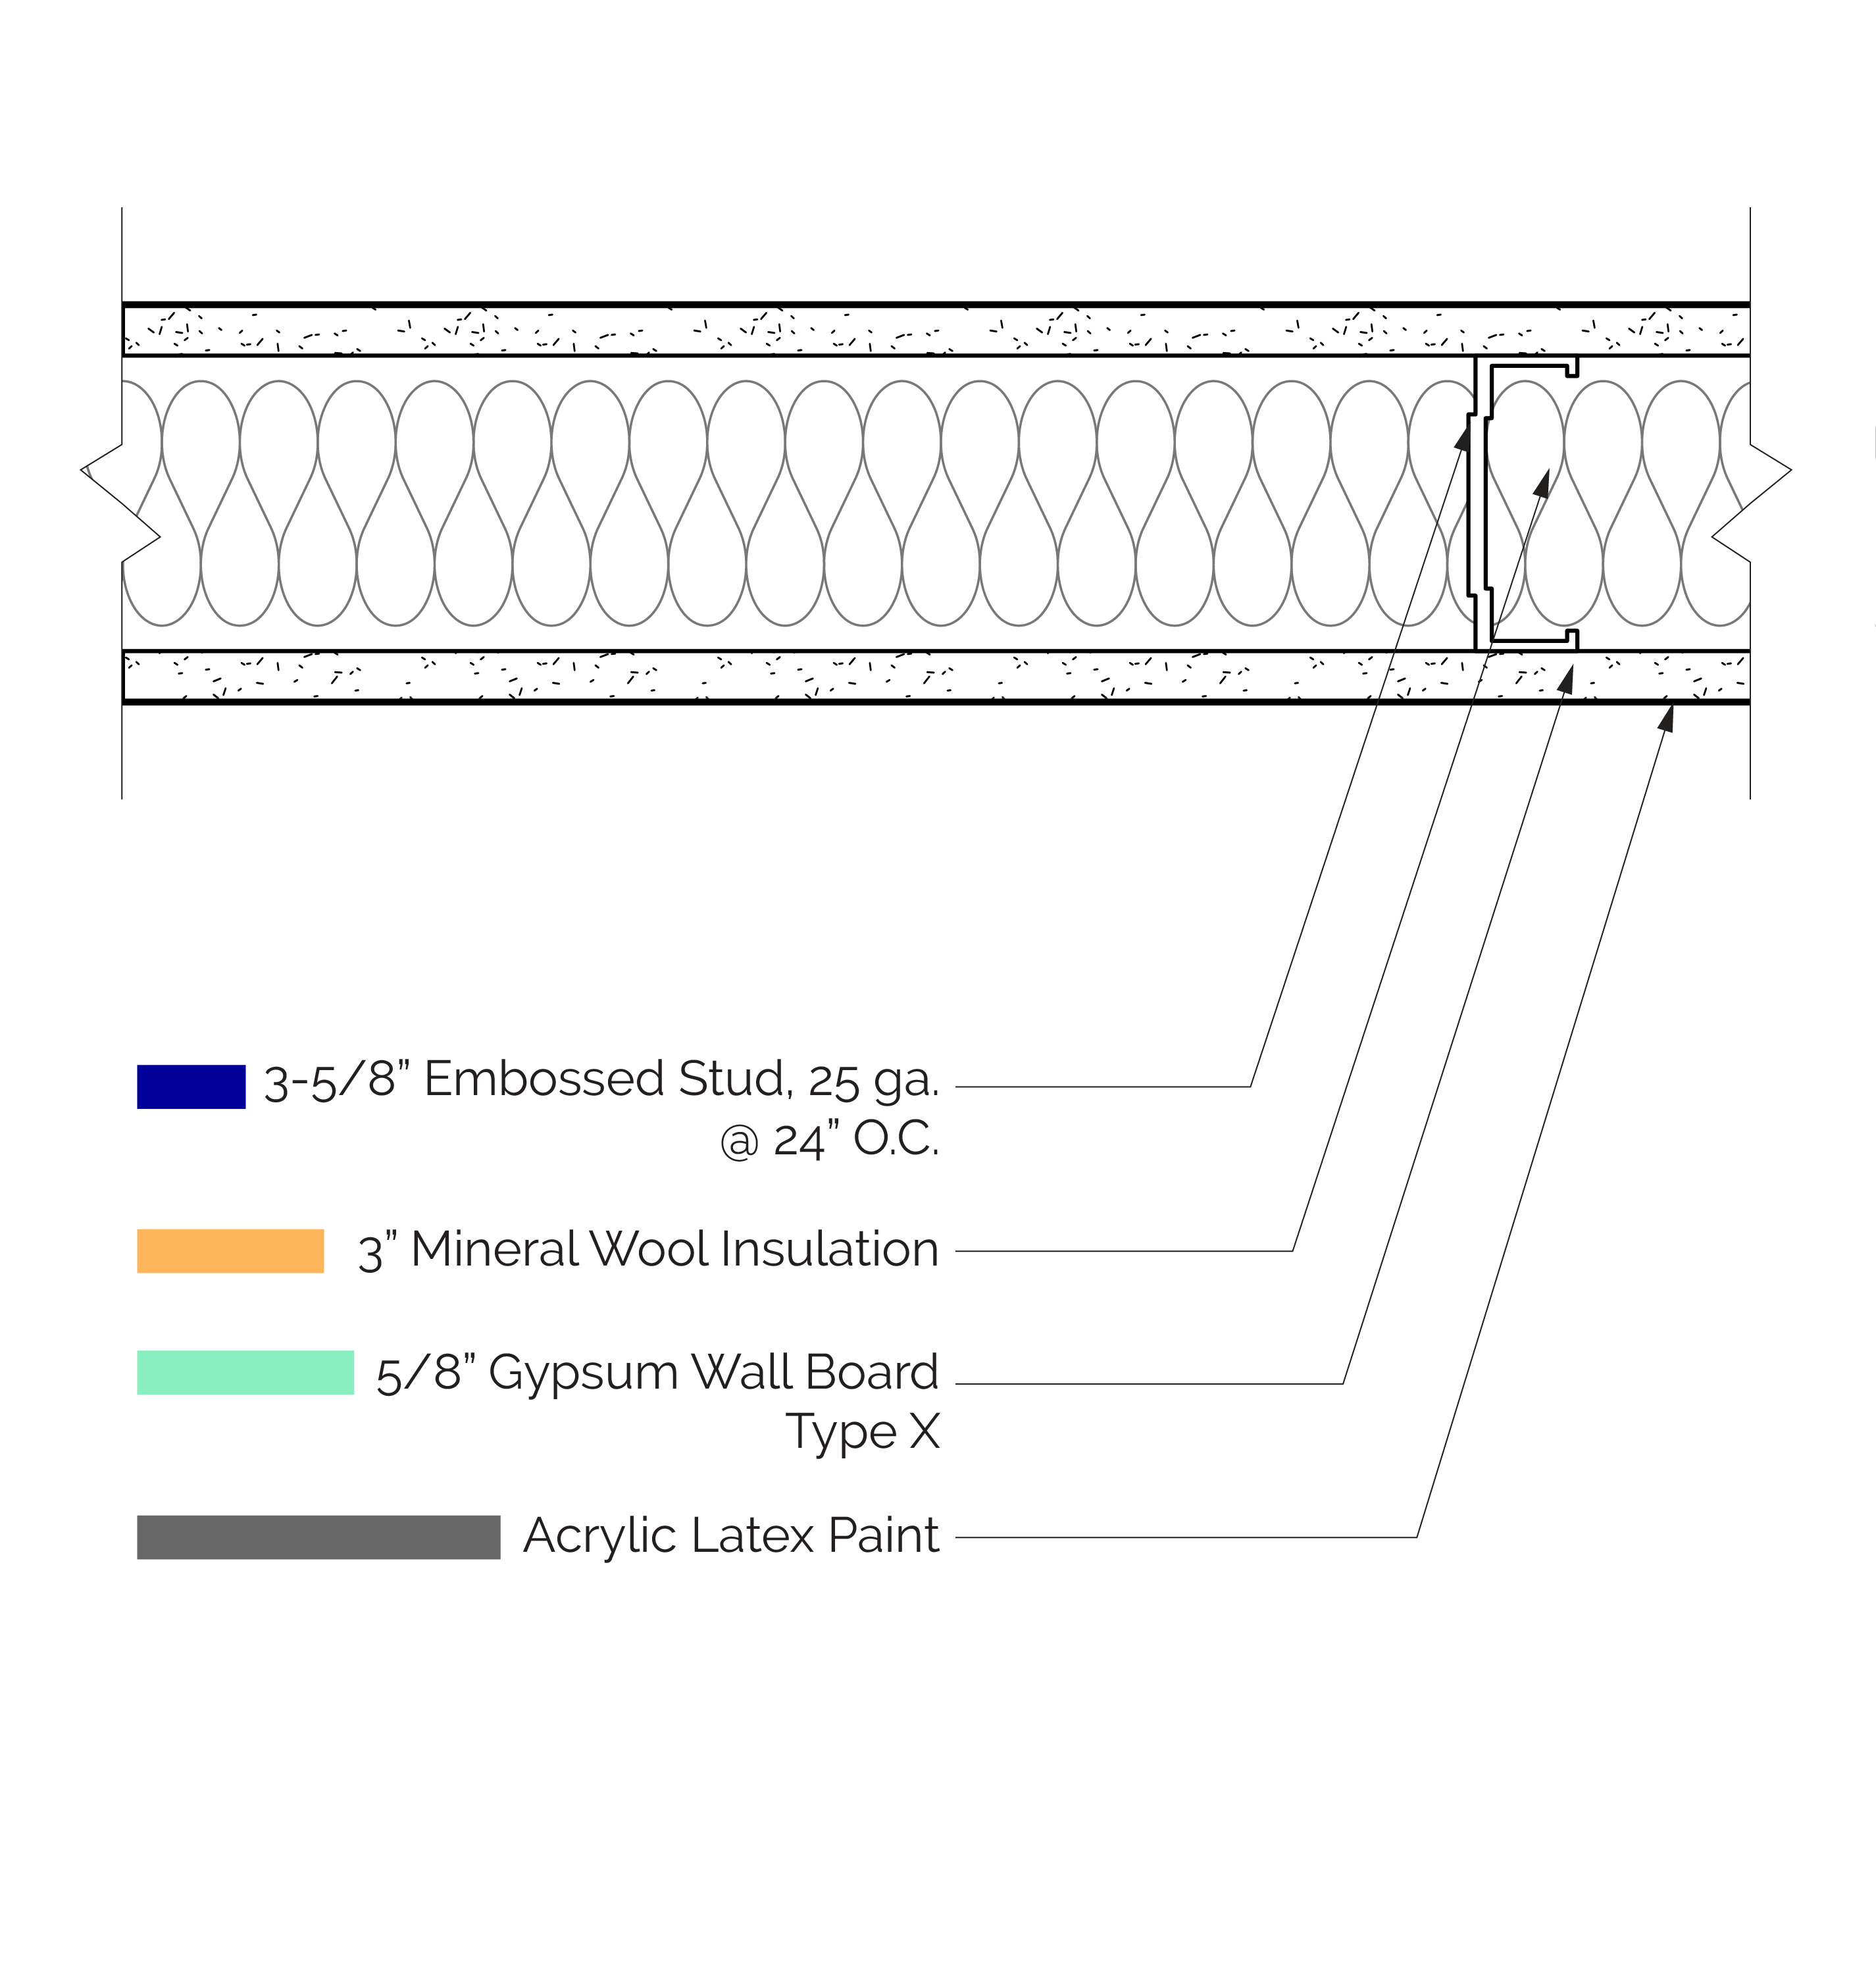 3-5/8” Embossed Stud, 25 ga.
@ 24” O.C.
3” Mineral Wool Insulation
5/8” Gypsum Wall Board
Type X
Acrylic Latex Paint